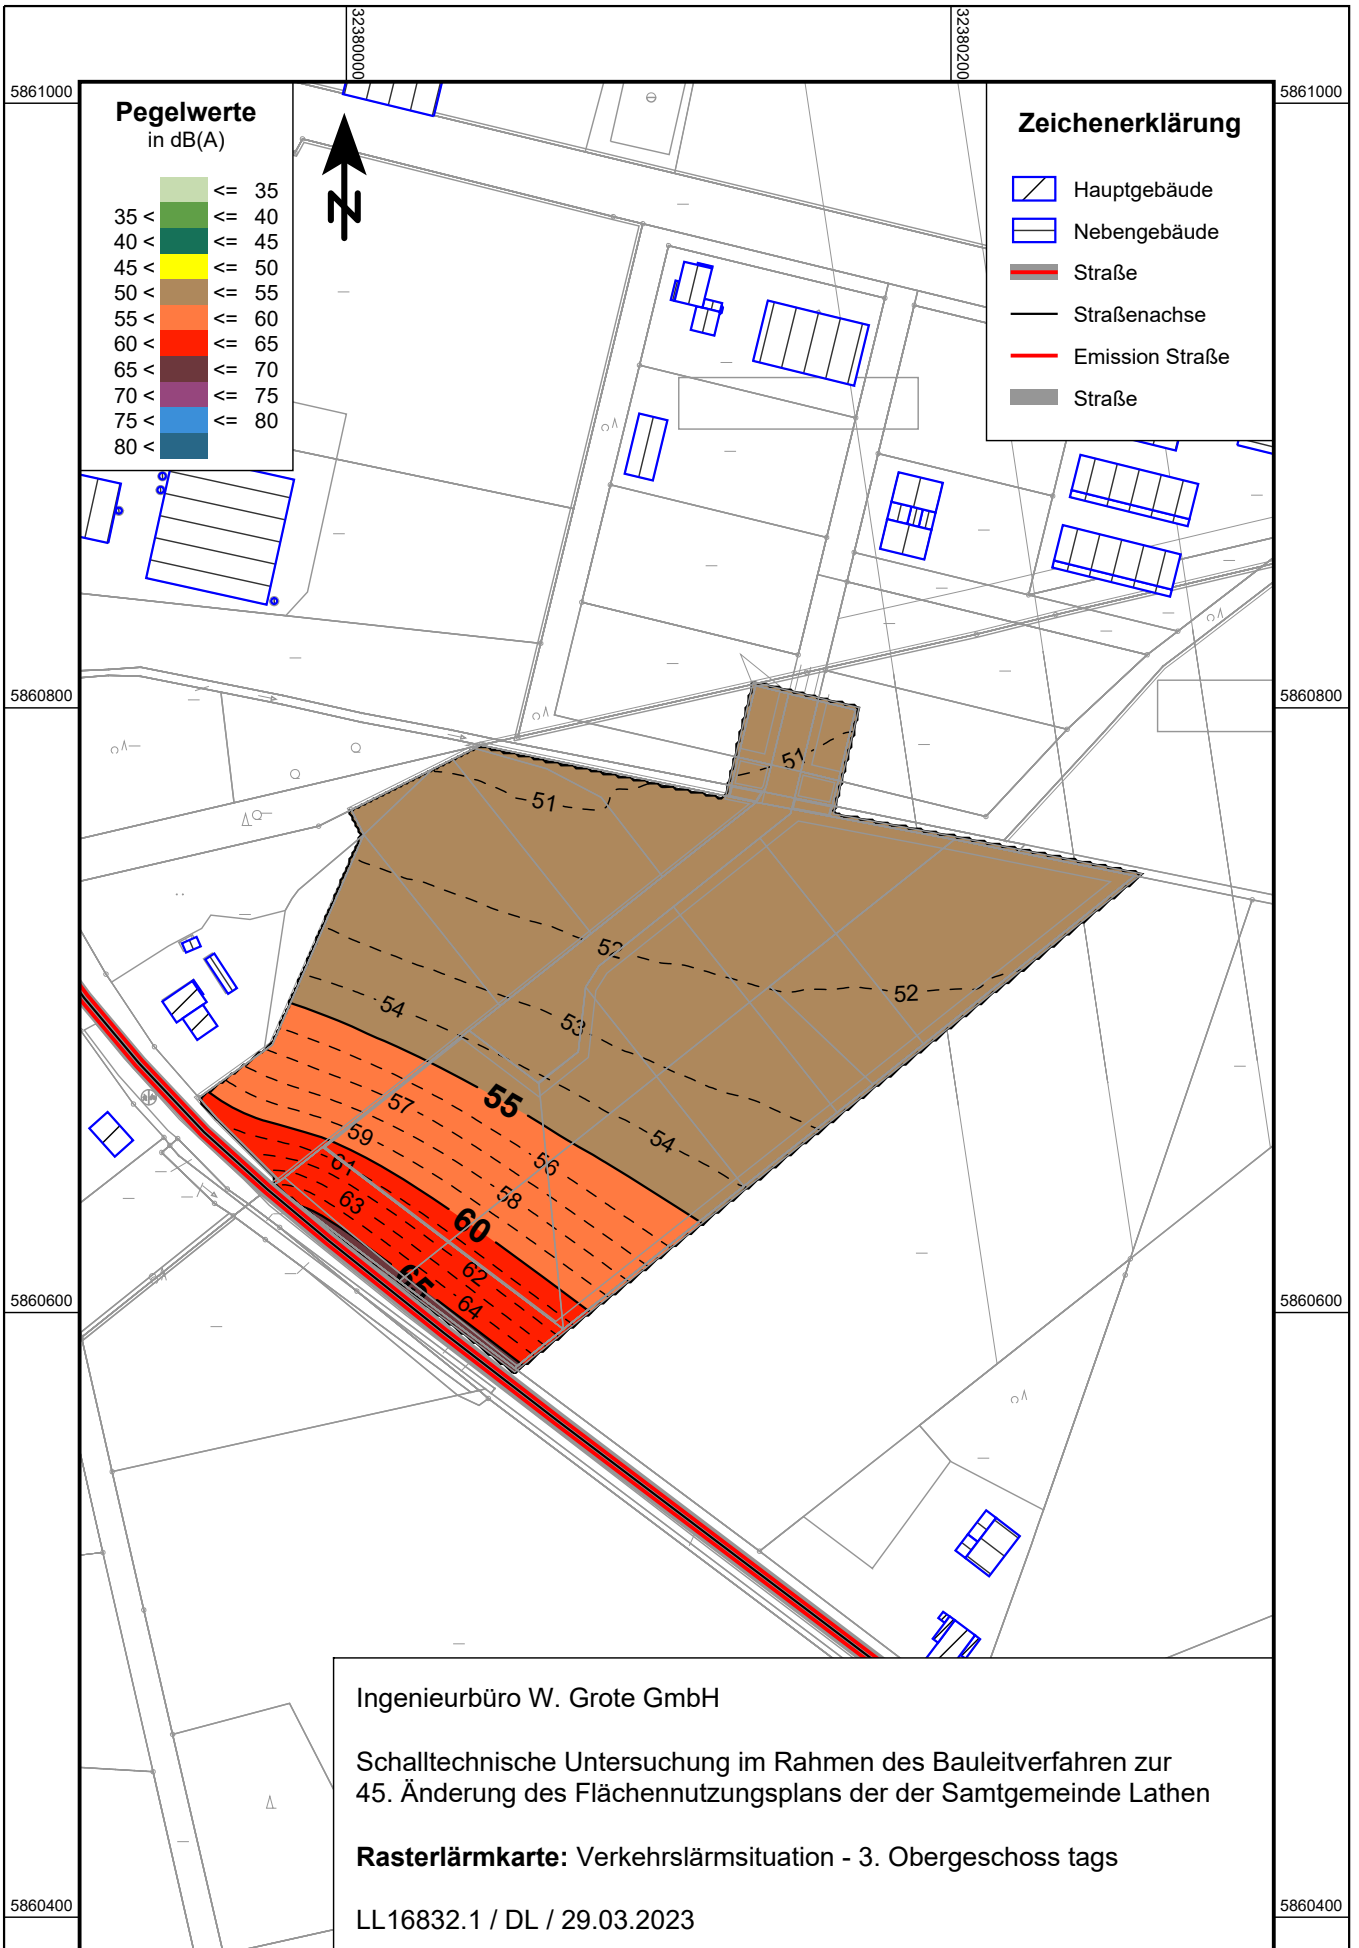 32380000
32380200
5861000
5861000
Pegelwerte
in dB(A)
<= 35
35 < <= 40
40 < <= 45
45 < <= 50
50 < <= 55
55 < <= 60
60 < <= 65
65 < <= 70
70 < <= 75
75 < <= 80
80 <
N
Zeichenerklärung
Hauptgebäude
Nebengebäude
Straße
Straßenachse
Emission Straße
Straße
5860800
5860800
51
51
52
52
53
54
54
55
56
57
58
59
60
61
62
63
64
65
5860600
5860600
Ingenieurbüro W. Grote GmbH
Schalltechnische Untersuchung im Rahmen des Bauleitverfahren zur
45. Änderung des Flächennutzungsplans der der Samtgemeinde Lathen
Rasterlärmkarte: Verkehrslärmsituation - 3. Obergeschoss tags
LL16832.1 / DL / 29.03.2023
5860400
5860400